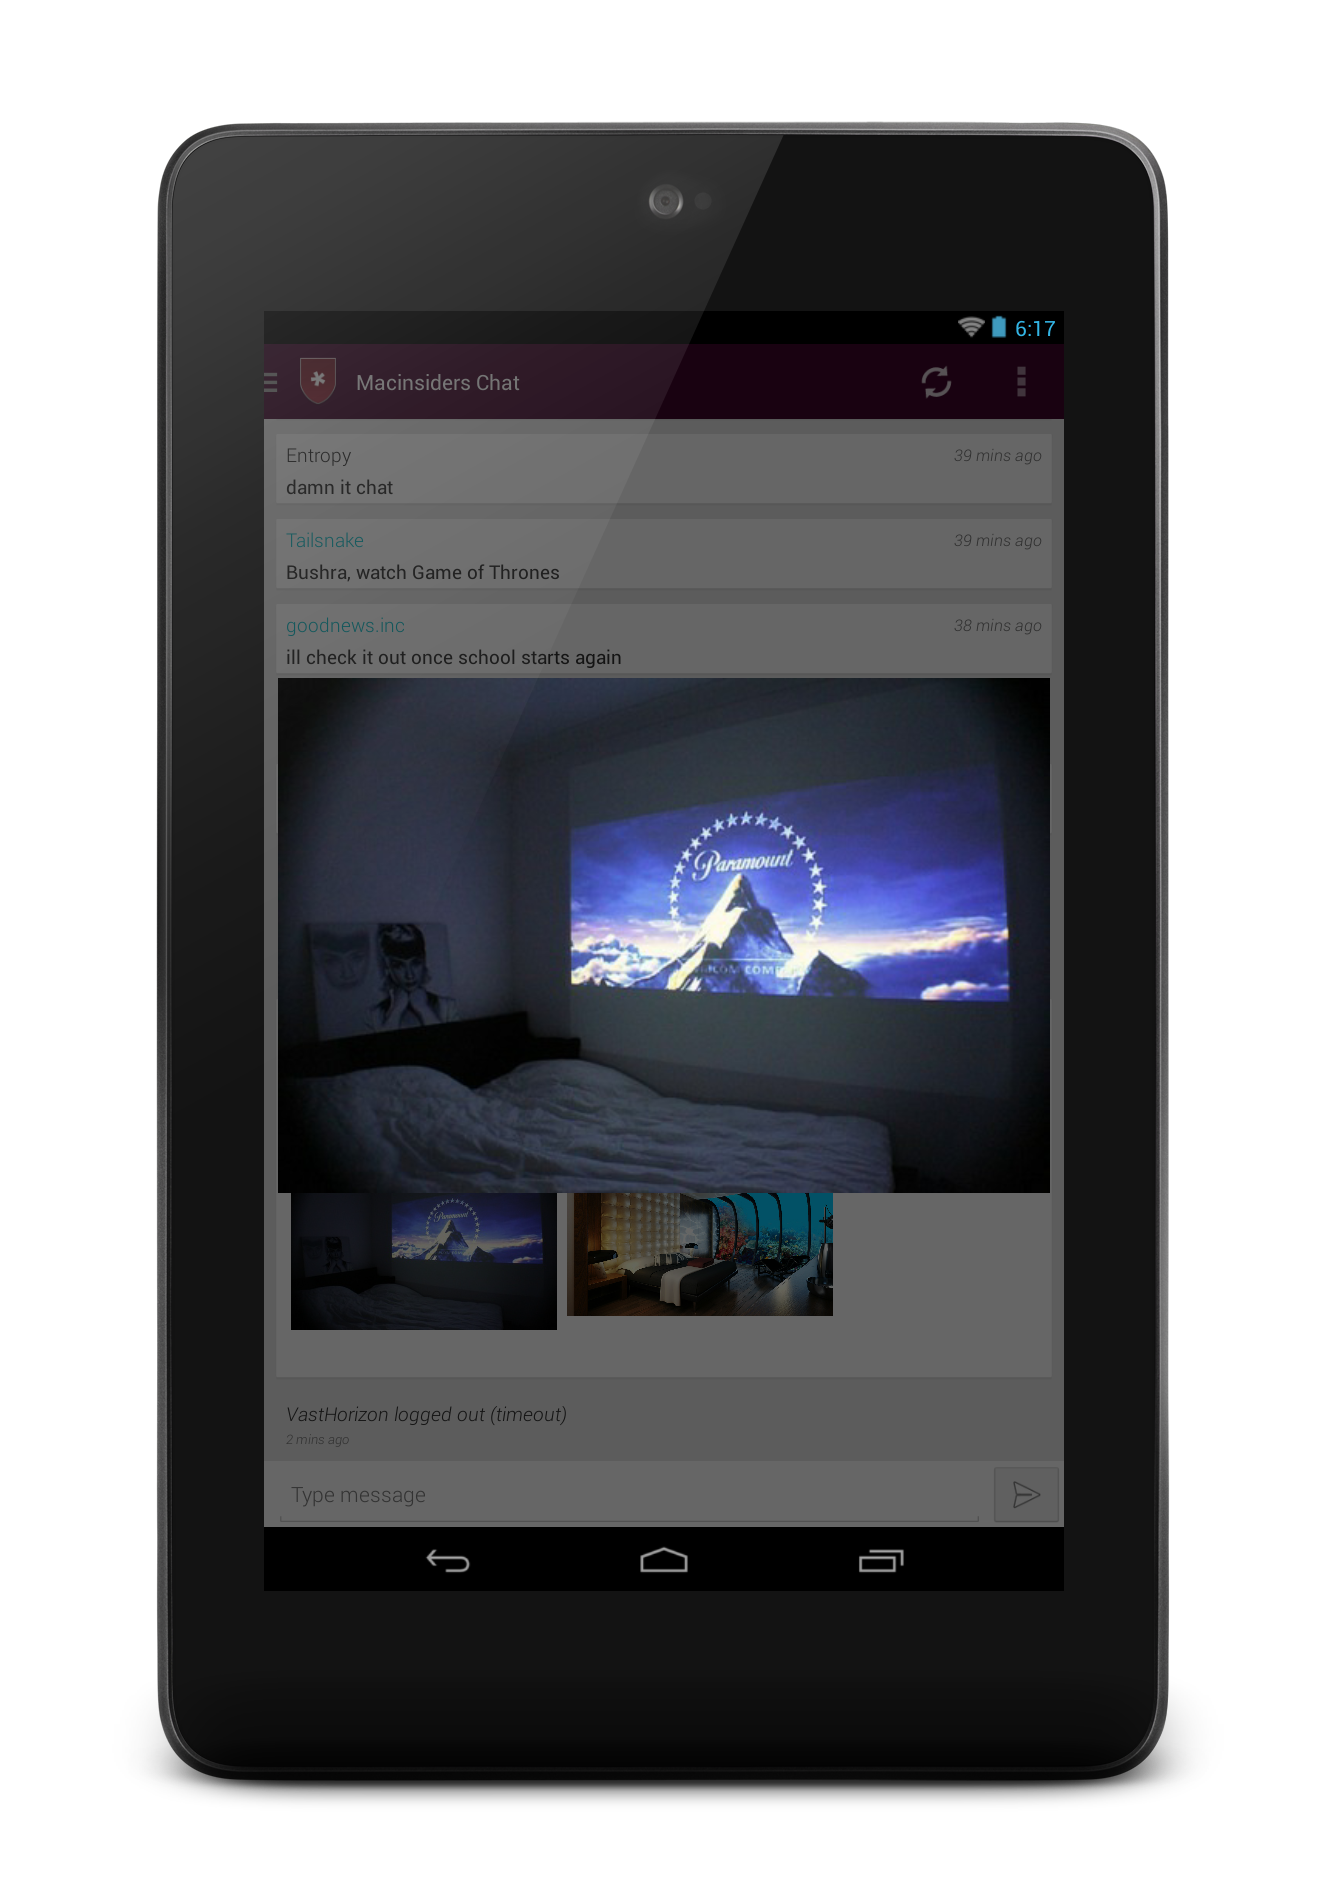 6:17
Macinsiders Chat
Entropy
39 mins ago
damn it chat
Tailsnake
39 mins ago
Bushra, watch Game of Thrones
goodnews.inc
38 mins ago
ill check it out once school starts again
Paramount
Paramount
VastHorizon logged out (timeout)
2 mins ago
Type message